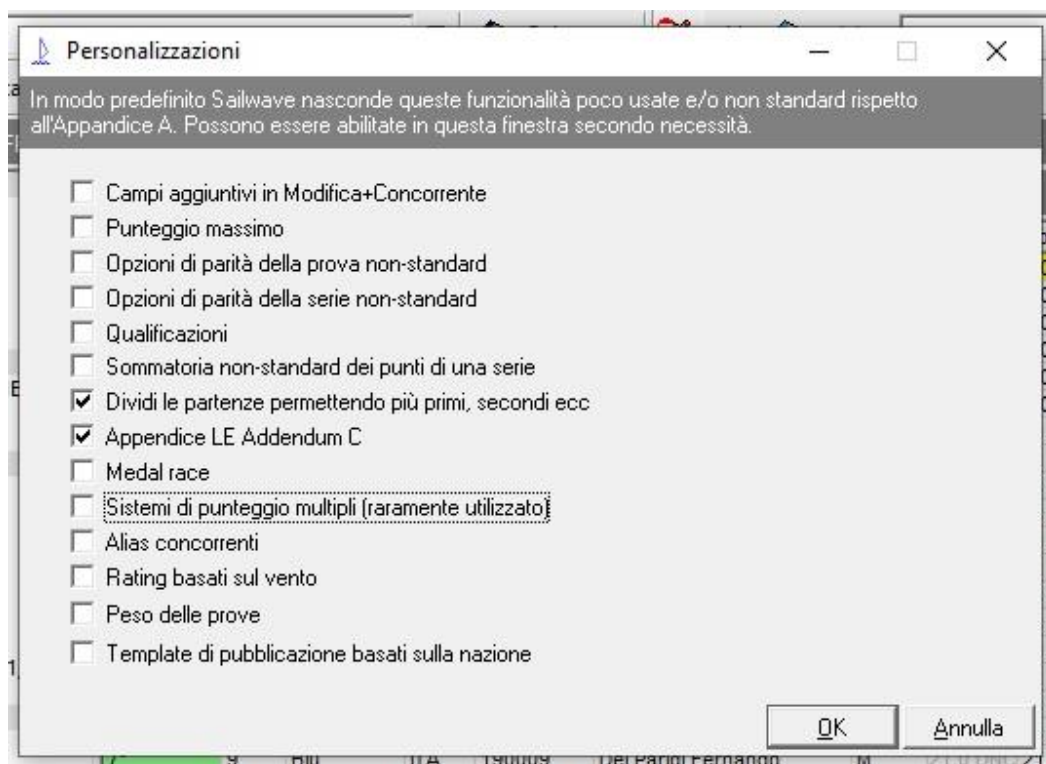 Personalizzazioni
In modo predefinito Sailwave nasconde queste funzionalità poco usate e/o non standard rispetto
all'Appandice A. Possono essere abilitate in questa finestra secondo necessità.
Campi aggiuntivi in Modifica+Concorrente
Punteggio massimo
Opzioni di parità della prova non-standard
Opzioni di parità della serie non-standard
Qualificazioni
Sommatoria non-standard dei punti di una serie
Dividi le partenze permettendo più primi, secondi ecc
Appendice LE Addendum C
Medal race
Sistemi di punteggio multipli (raramente utilizzato)
Alias concorrenti
Rating basati sul vento
Peso delle prove
Template di pubblicazione basati sulla nazione
OK Annulla